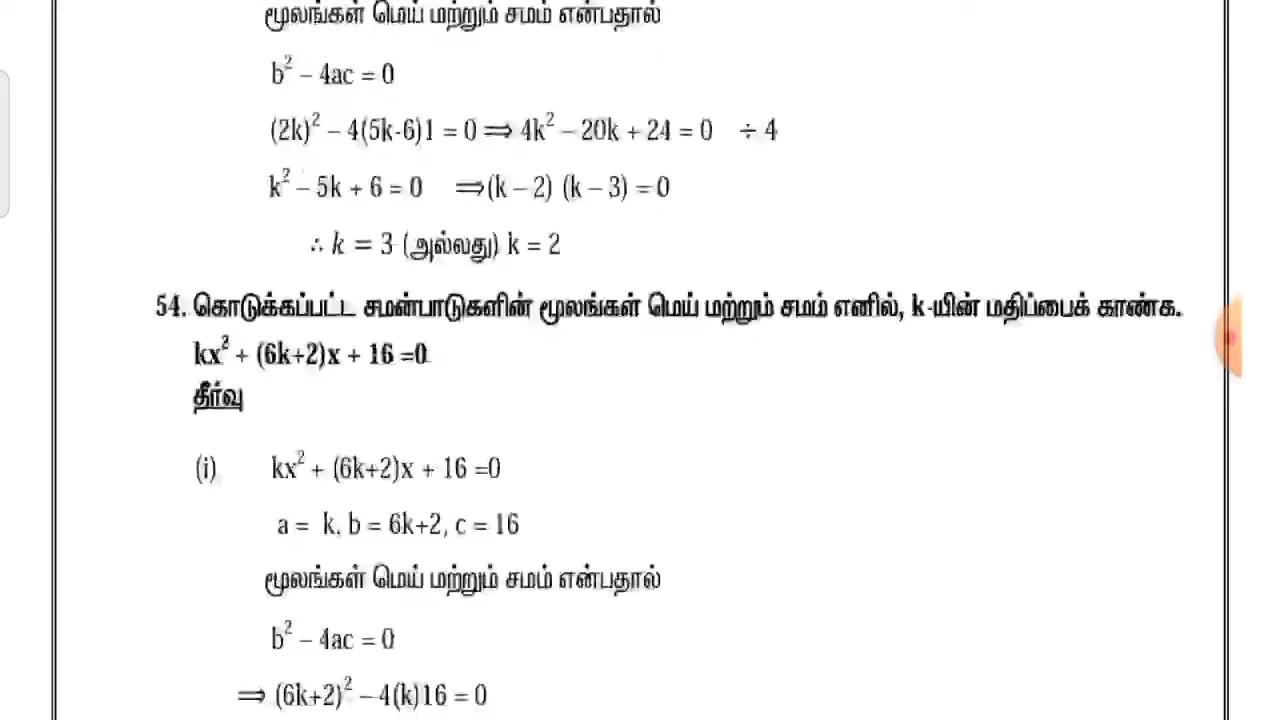 மூலங்கள் மெய் மற்றும் சமம் என்பதால்
b² – 4ac = 0
(2k)² – 4(5k-6)1 = 0 ⟹ 4k² – 20k + 24 = 0 ÷ 4
k² – 5k + 6 = 0 ⟹(k – 2) (k – 3) = 0
∴ k = 3 (அல்லது) k = 2
54. கொடுக்கப்பட்ட சமன்பாடுகளின் மூலங்கள் மெய் மற்றும் சமம் எனில், k-யின் மதிப்பைக் காண்க.
kx² + (6k+2)x + 16 =0
தீர்வு
(i) kx² + (6k+2)x + 16 =0
a = k, b = 6k+2, c = 16
மூலங்கள் மெய் மற்றும் சமம் என்பதால்
b² – 4ac = 0
⟹ (6k+2)² – 4(k)16 = 0